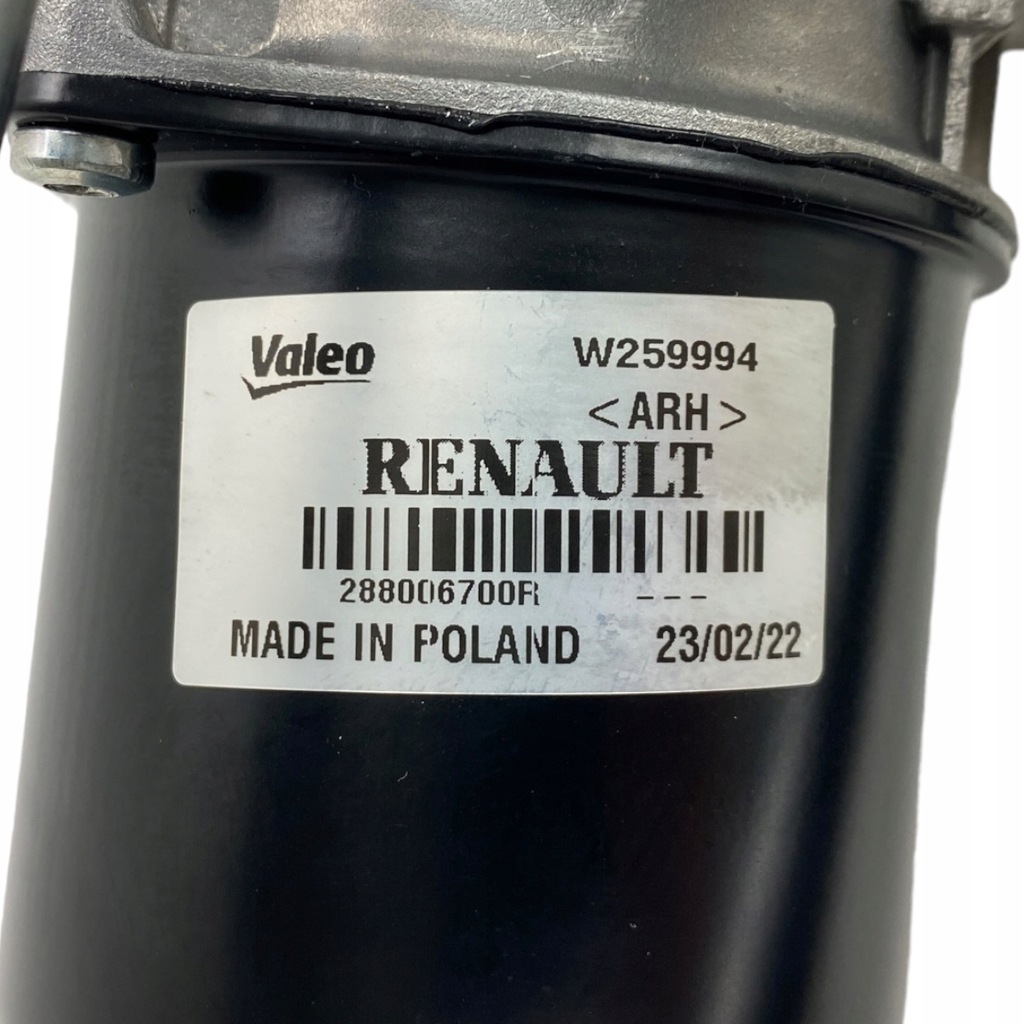 Valeo
W259994
<ARH>
RENAULT
288006700R ---
MADE IN POLAND 23/02/22